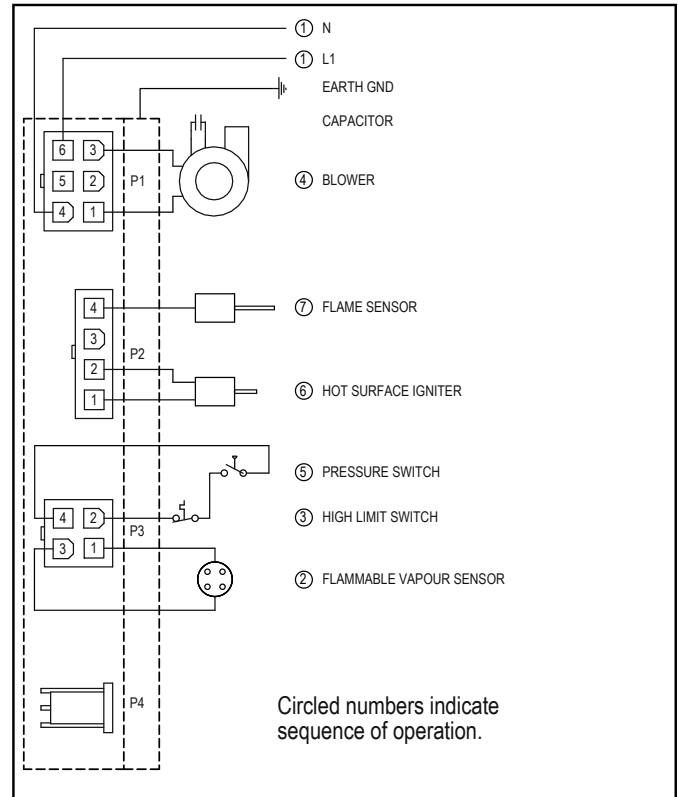 ① N
① L1
EARTH GND
CAPACITOR
6 3
5 2 P1
④ BLOWER
4 1
4
⑦ FLAME SENSOR
3
P2
2
⑥ HOT SURFACE IGNITER
1
⑤ PRESSURE SWITCH
4 2
③ HIGH LIMIT SWITCH
P3
3 1
② FLAMMABLE VAPOUR SENSOR
P4
Circled numbers indicate
sequence of operation.